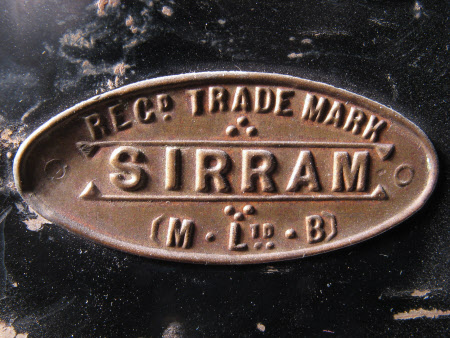 REGD TRADE MARK
SIRRAM
(M · LTD · B)